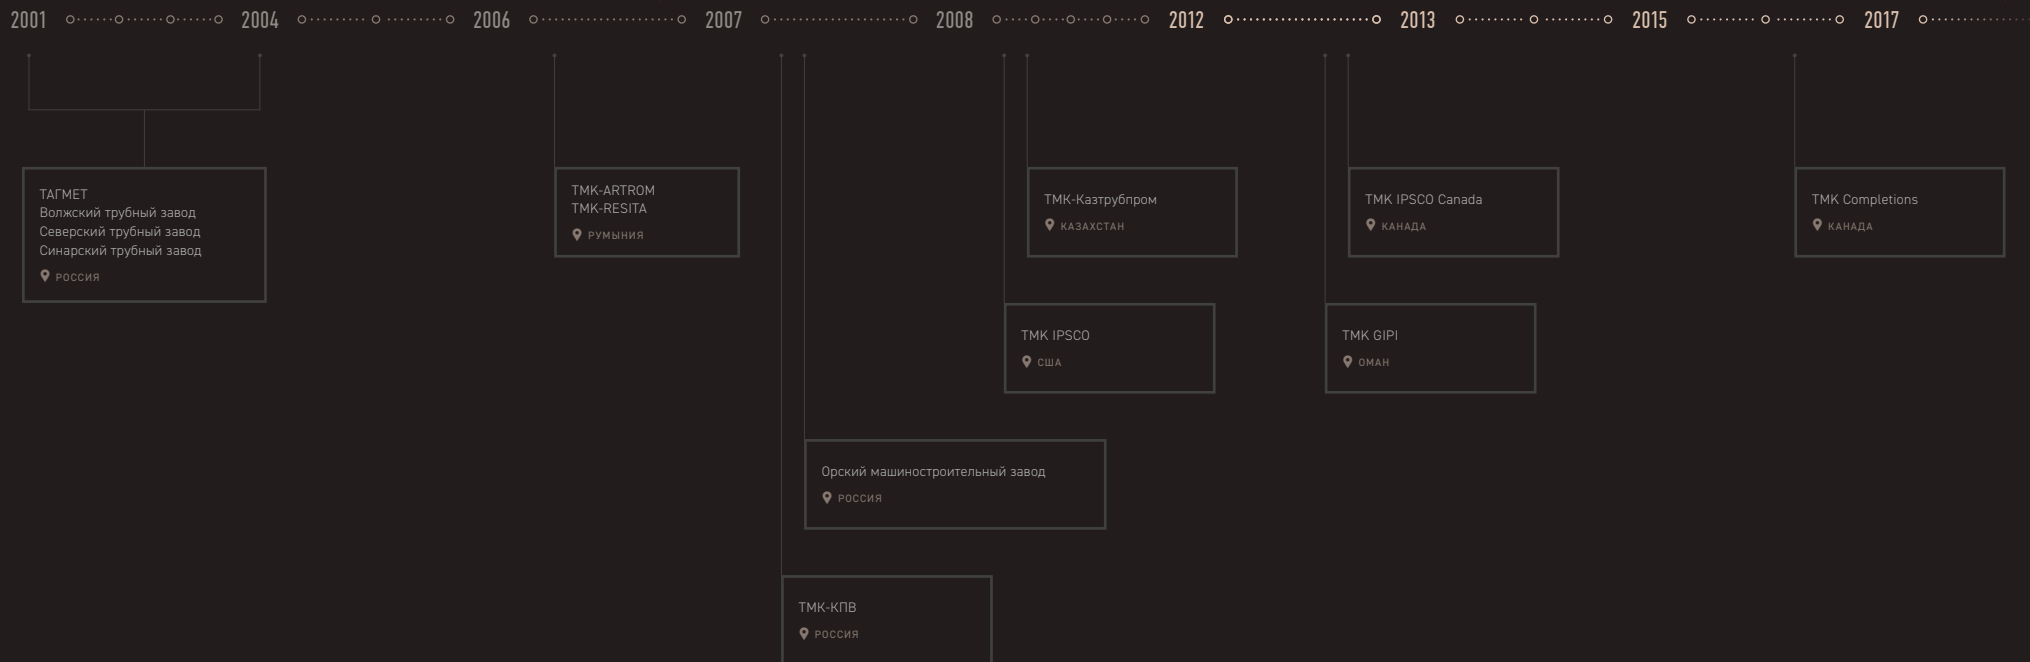 2001
2004
2006
2007
2008
2012
2013
2015
2017
ТАГМЕТ
Волжский трубный завод
Северский трубный завод
Синарский трубный завод
РОССИЯ
TMK-ARTROM
TMK-RESITA
РУМЫНИЯ
ТМК-Казтрубпром
КАЗАХСТАН
TMK IPSCO Canada
КАНАДА
TMK Completions
КАНАДА
TMK IPSCO
США
TMK GIPI
ОМАН
Орский машиностроительный завод
РОССИЯ
ТМК-КПВ
РОССИЯ